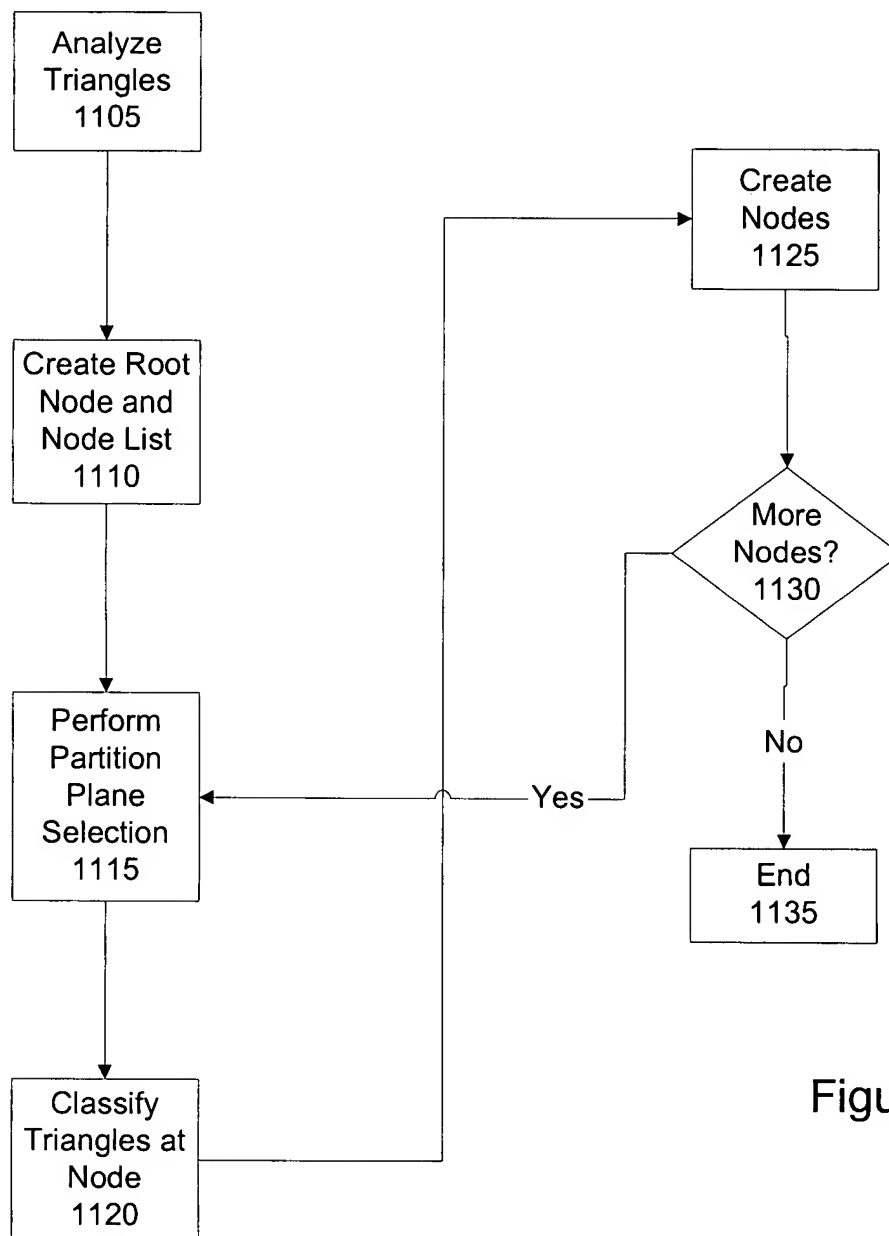 Analyze
Triangles
1105
Create Root
Node and
Node List
1110
Perform
Partition
Plane
Selection
1115
Classify
Triangles at
Node
1120
Create
Nodes
1125
More
Nodes?
1130
Yes
No
End
1135